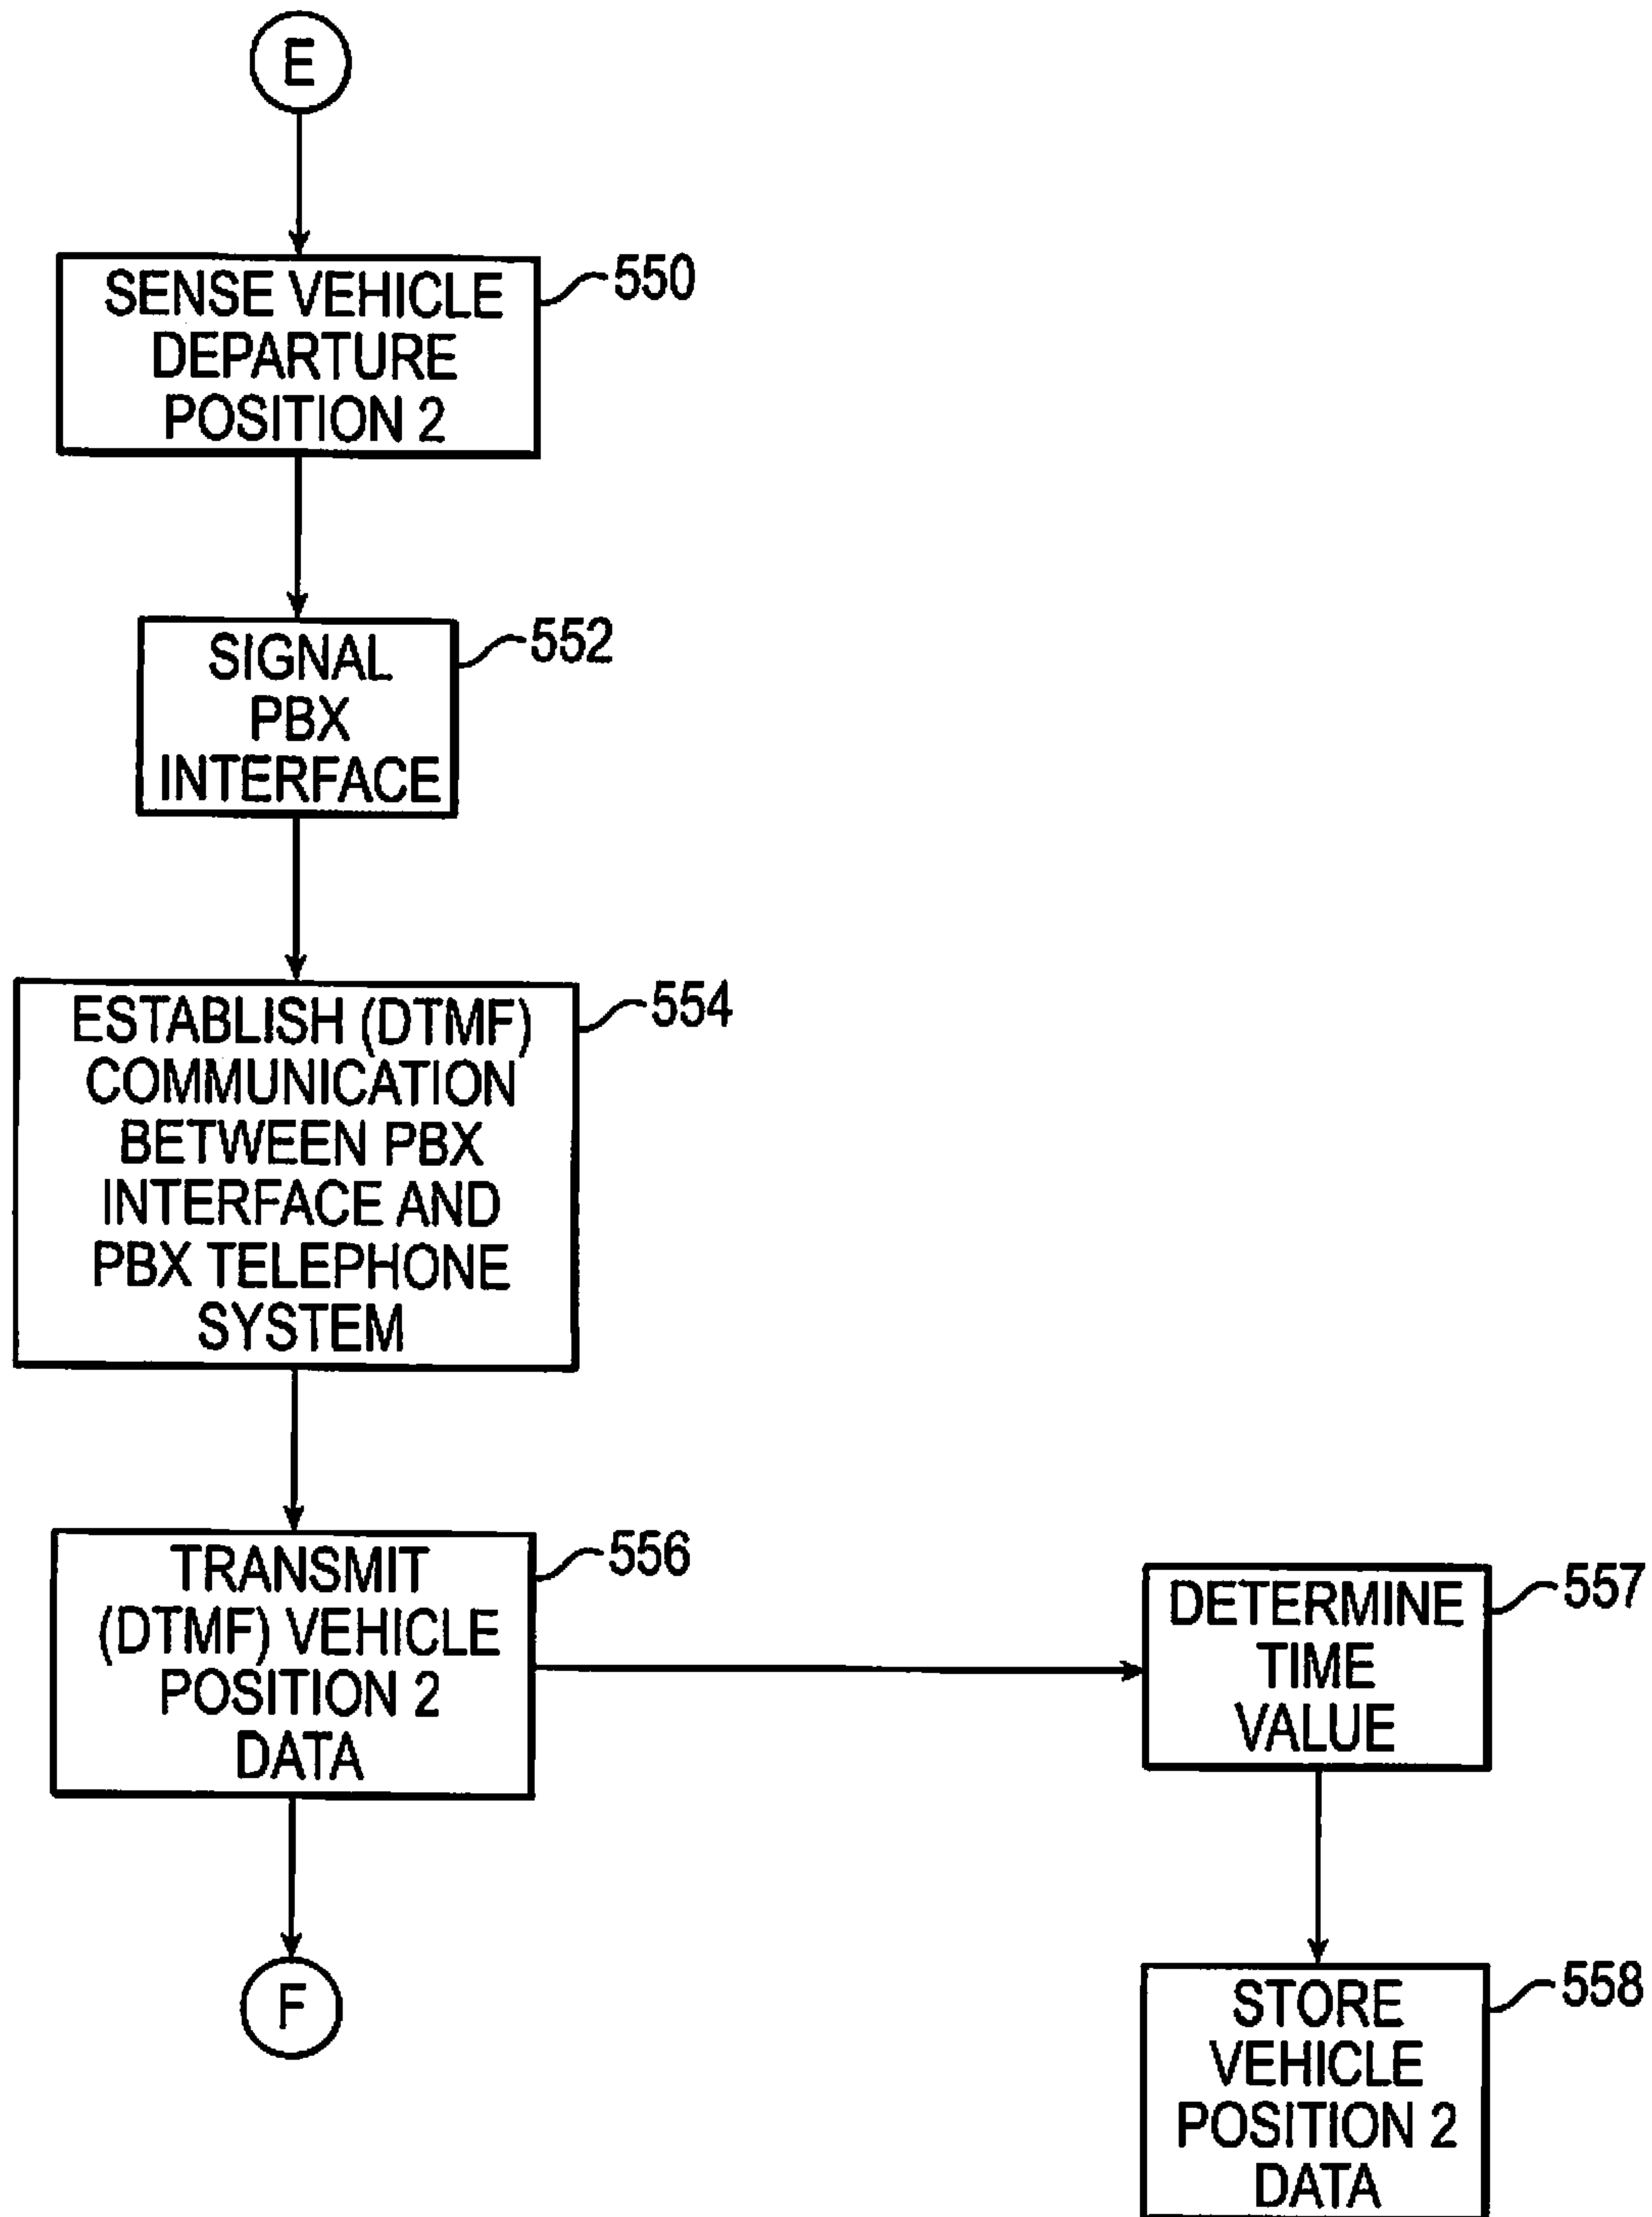 E
SENSE VEHICLE
DEPARTURE
POSITION 2
550
SIGNAL
PBX
INTERFACE
552
ESTABLISH (DTMF)
COMMUNICATION
BETWEEN PBX
INTERFACE AND
PBX TELEPHONE
SYSTEM
554
TRANSMIT
(DTMF) VEHICLE
POSITION 2
DATA
556
DETERMINE
TIME
VALUE
557
F
STORE
VEHICLE
POSITION 2
DATA
558